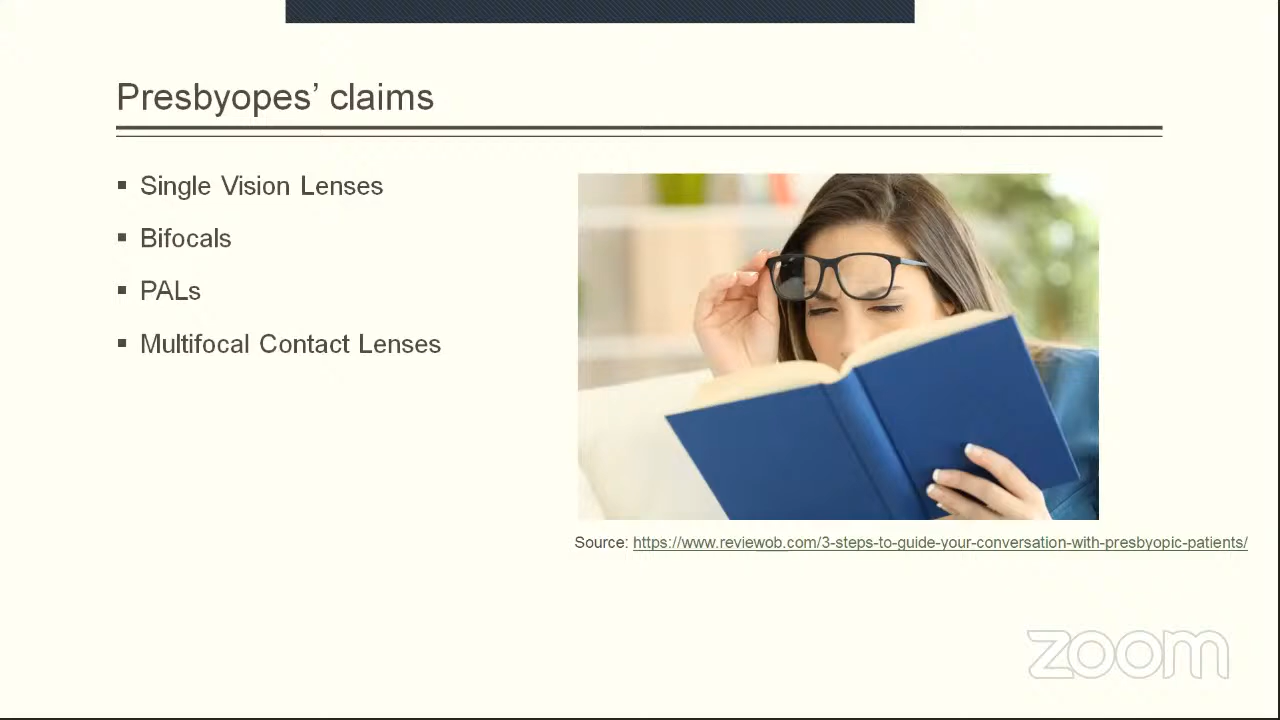 Presbyopes’ claims
▪ Single Vision Lenses
▪ Bifocals
▪ PALs
▪ Multifocal Contact Lenses
Source: https://www.reviewob.com/3-steps-to-guide-your-conversation-with-presbyopic-patients/
zoom